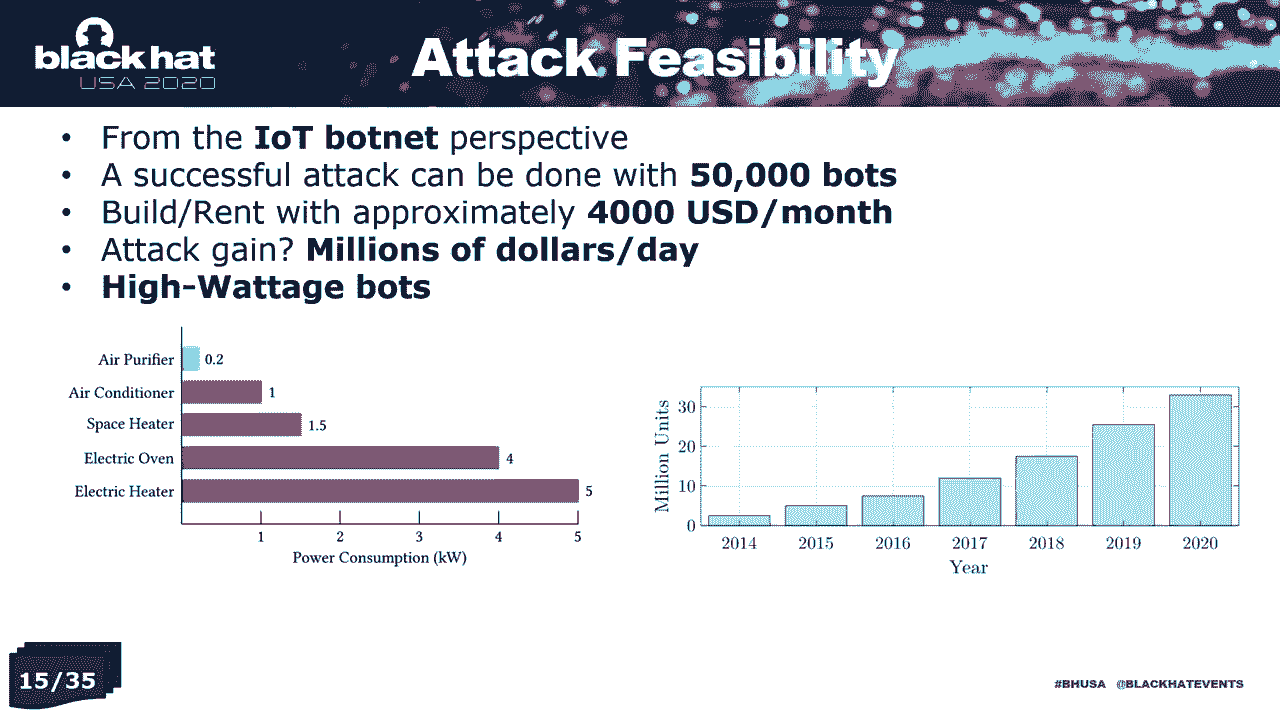 black hat
USA 2020
Attack Feasibility
• From the IoT botnet perspective
• A successful attack can be done with 50,000 bots
• Build/Rent with approximately 4000 USD/month
• Attack gain? Millions of dollars/day
• High-Wattage bots
Air Purifier 0.2
Air Conditioner 1
Space Heater 1.5
Electric Oven 4
Electric Heater 5
1 2 3 4 5
Power Consumption (kW)
Million Units
30
20
10
0
2014 2015 2016 2017 2018 2019 2020
Year
15/35
#BHUSA @BLACKHATEVENTS